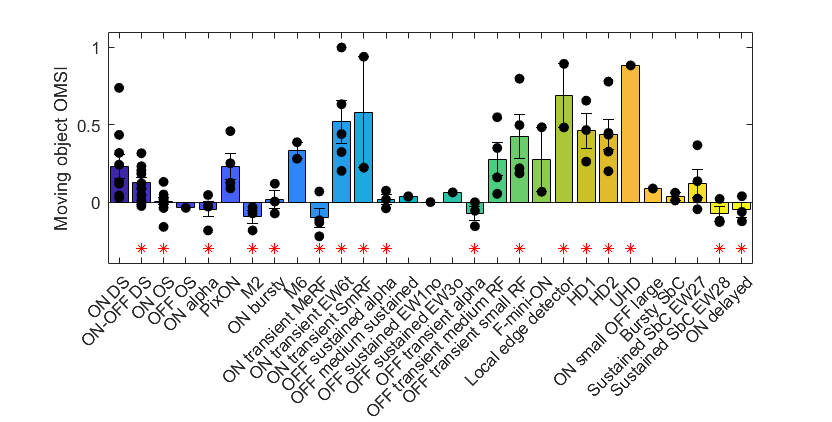 Moving object OMSI
1
0.5
0
ON DS
ON-OFF DS
ON OS
OFF OS
ON alpha
PixON
M2
ON bursty
M6
ON transient MeRF
ON transient EW6t
ON transient SmRF
OFF sustained alpha
OFF medium sustained
OFF sustained EW1no
OFF sustained EW3o
OFF transient alpha
OFF transient medium RF
OFF transient small RF
F-mini-ON
Local edge detector
HD1
HD2
UHD
ON small OFF large
Bursty SbC
Sustained SbC EW27
Sustained SbC EW28
ON delayed